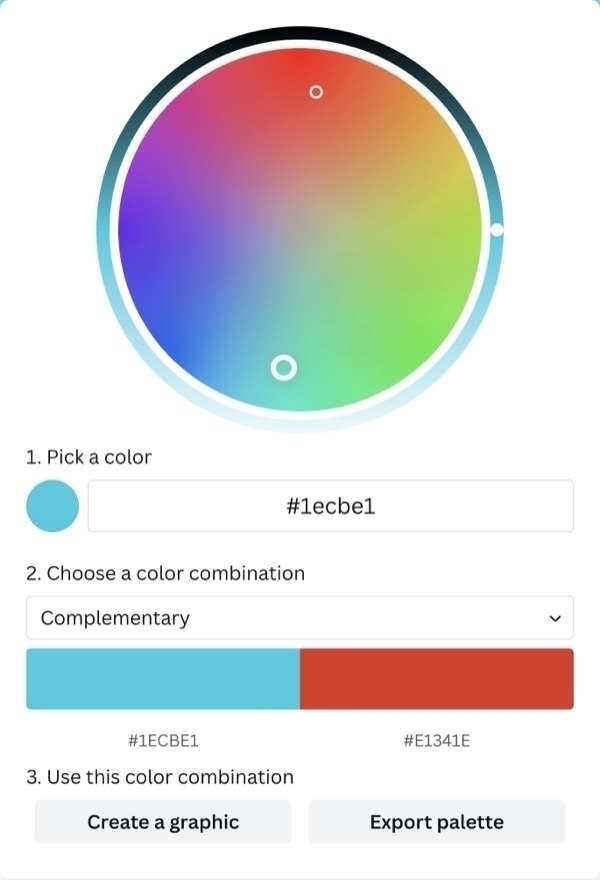 1. Pick a color
#1ecbe1
2. Choose a color combination
Complementary
#1ECBE1 #E1341E
3. Use this color combination
Create a graphic Export palette